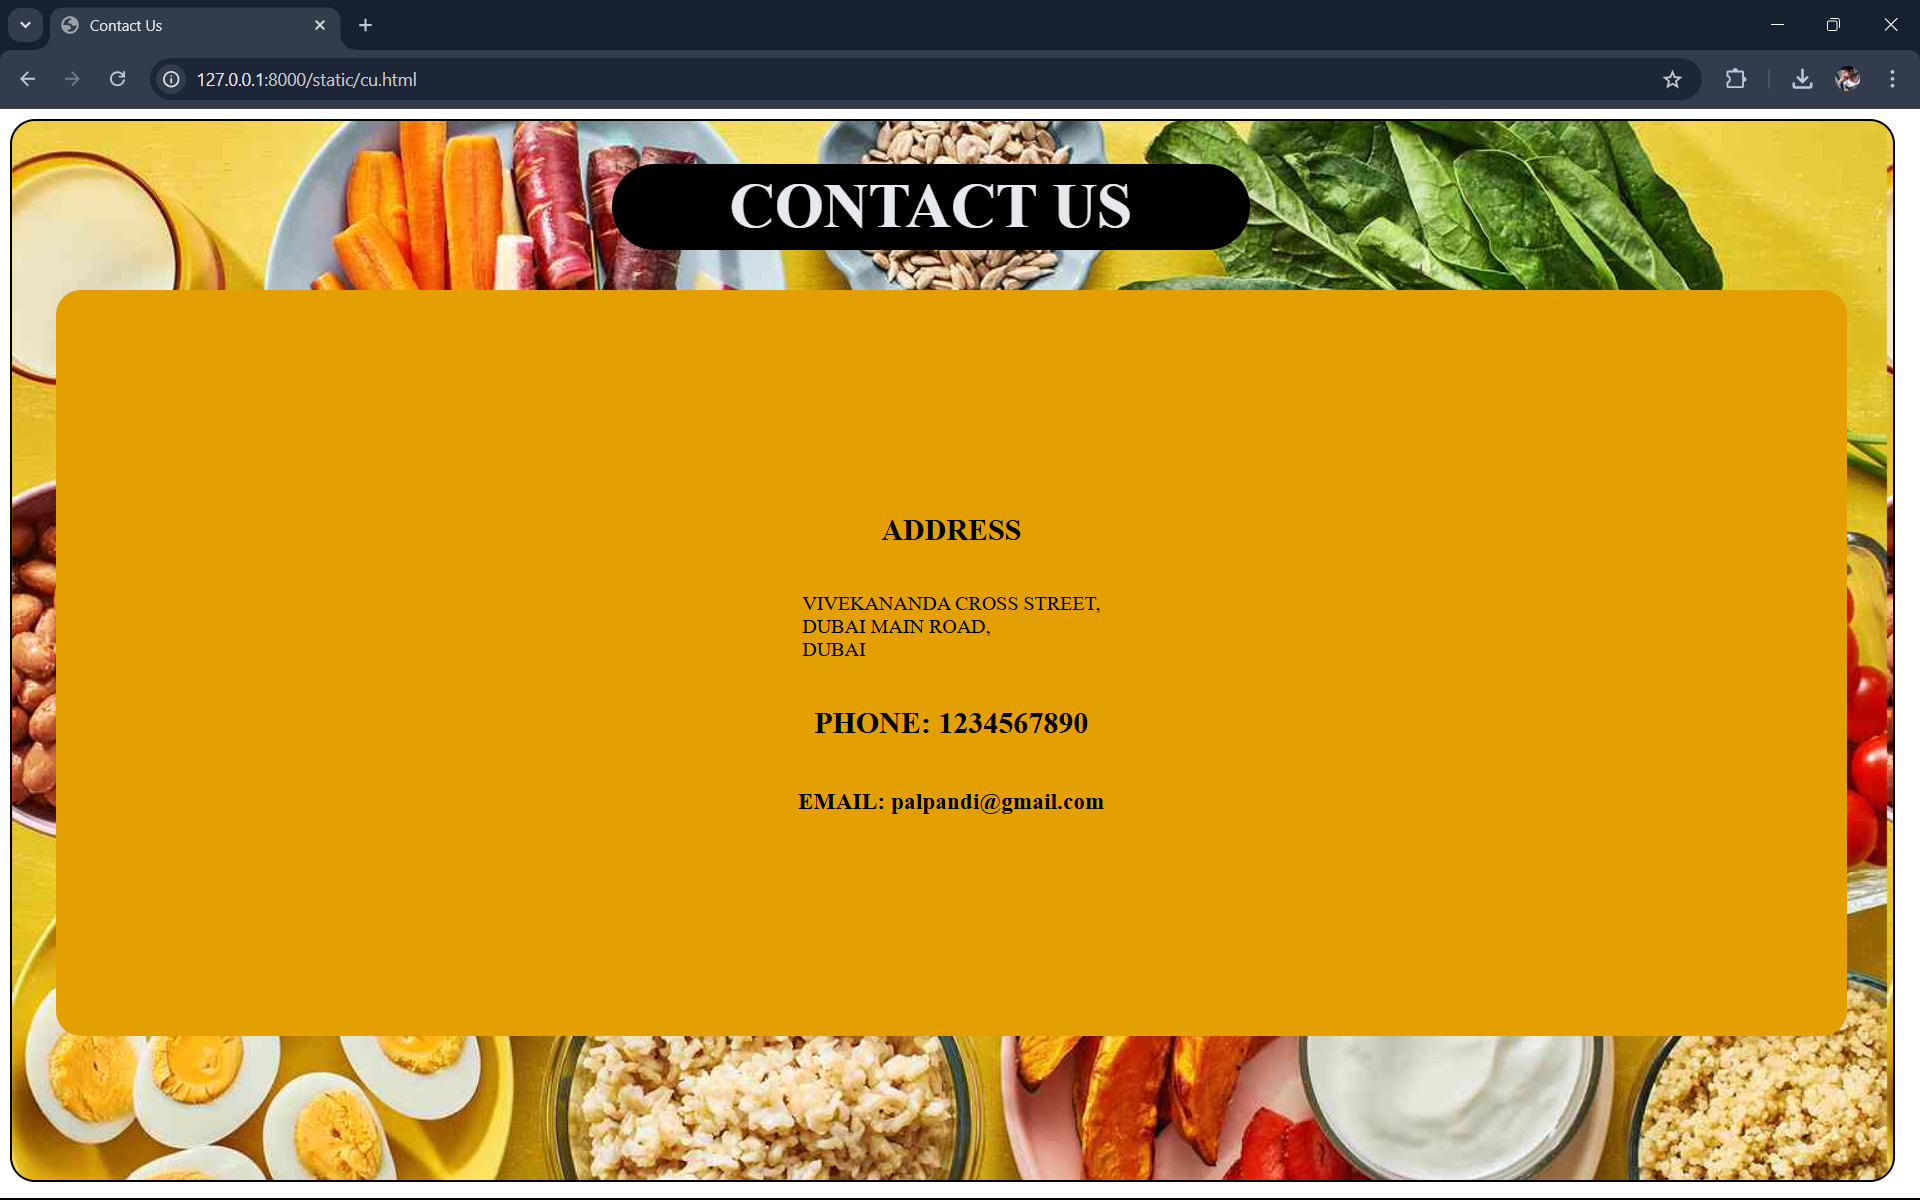 Contact Us
127.0.0.1:8000/static/cu.html
CONTACT US
ADDRESS
VIVEKANANDA CROSS STREET,
DUBAI MAIN ROAD,
DUBAI
PHONE: 1234567890
EMAIL: palpandi@gmail.com